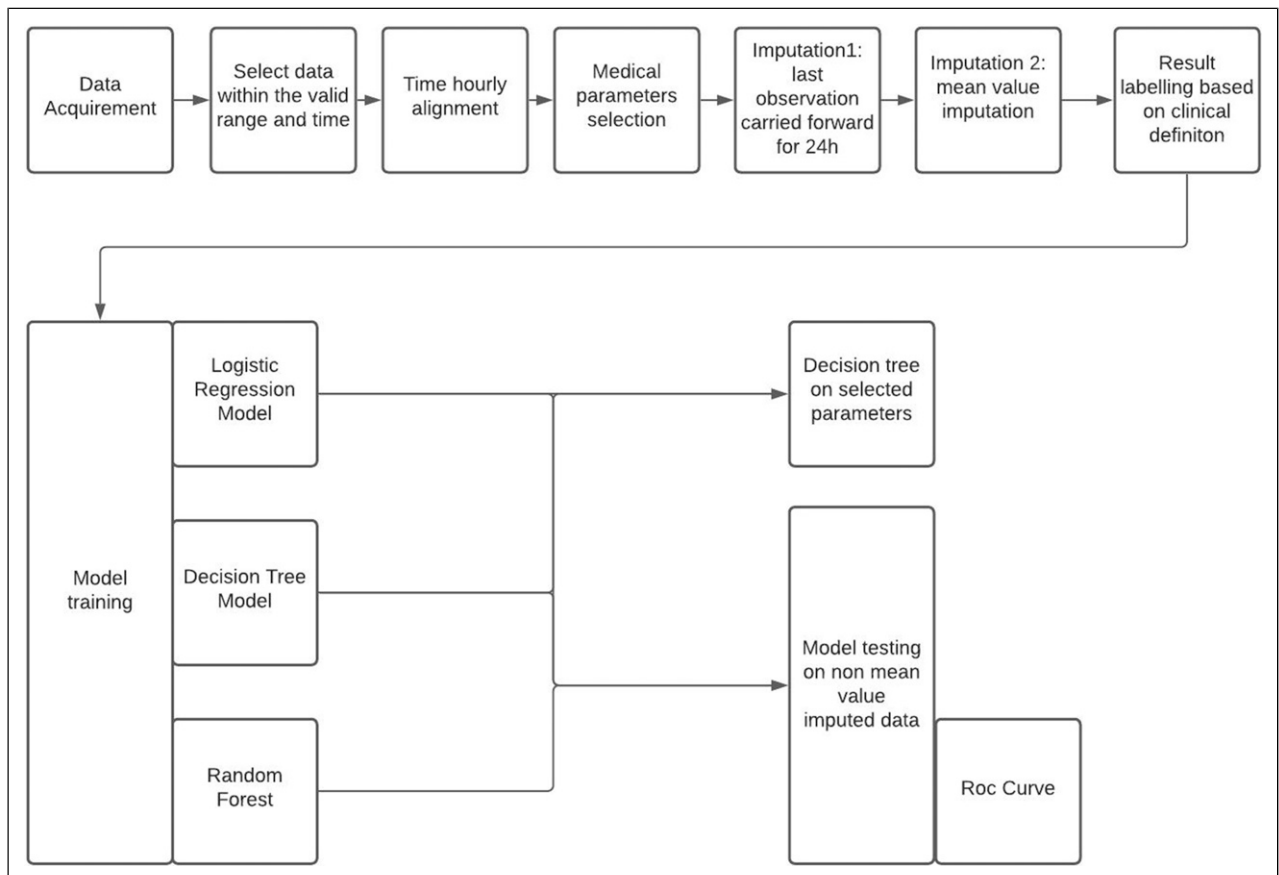 Data
Acquirement
Select data
within the valid
range and time
Time hourly
alignment
Medical
parameters
selection
Imputation1:
last
observation
carried forward
for 24h
Imputation 2:
mean value
imputation
Result
labelling based
on clinical
definiton
Model
training
Logistic
Regression
Model
Decision Tree
Model
Random
Forest
Decision tree
on selected
parameters
Model testing
on non mean
value
imputed data
Roc Curve